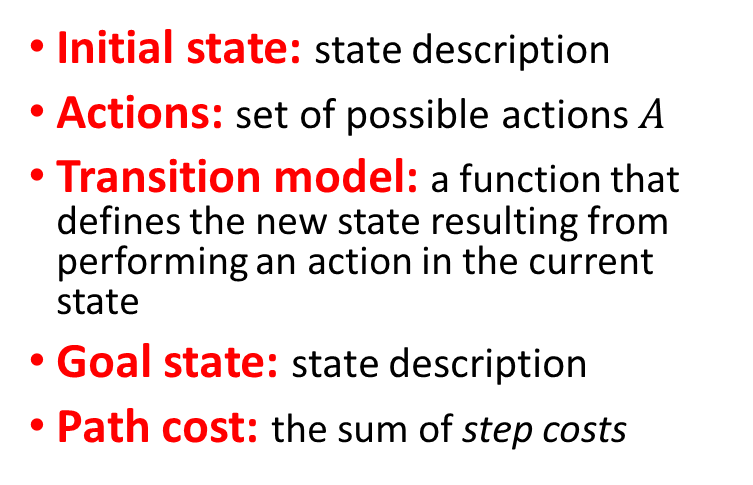 • Initial state: state description
• Actions: set of possible actions A
• Transition model: a function that
defines the new state resulting from
performing an action in the current
state
• Goal state: state description
• Path cost: the sum of step costs